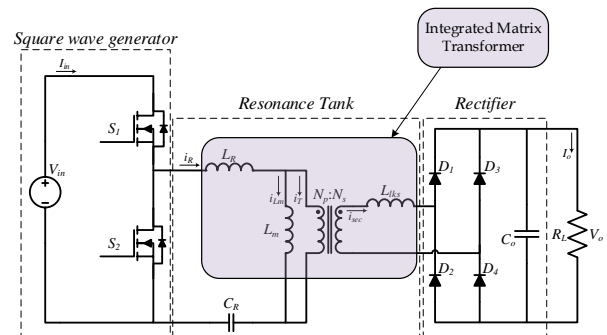 Integrated Matrix
Transformer
Square wave generator
Resonance Tank
Rectifier
I_in
S_1
S_2
V_in
i_R
L_R
i_Lm
i_T
L_m
N_p:N_s
i_sec
L_lks
C_R
D_1
D_3
D_2
D_4
C_o
I_o
R_L
V_o